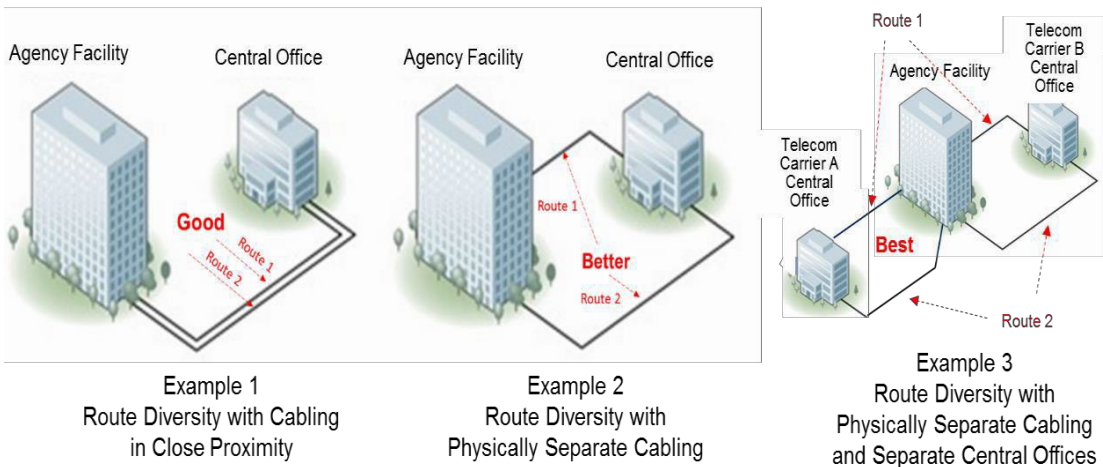 Agency Facility
Central Office
Good
Route 1
Route 2
Example 1
Route Diversity with Cabling
in Close Proximity
Agency Facility
Central Office
Route 1
Better
Route 2
Example 2
Route Diversity with
Physically Separate Cabling
Route 1
Telecom
Carrier B
Central
Office
Agency Facility
Telecom
Carrier A
Central
Office
Best
Route 2
Example 3
Route Diversity with
Physically Separate Cabling
and Separate Central Offices